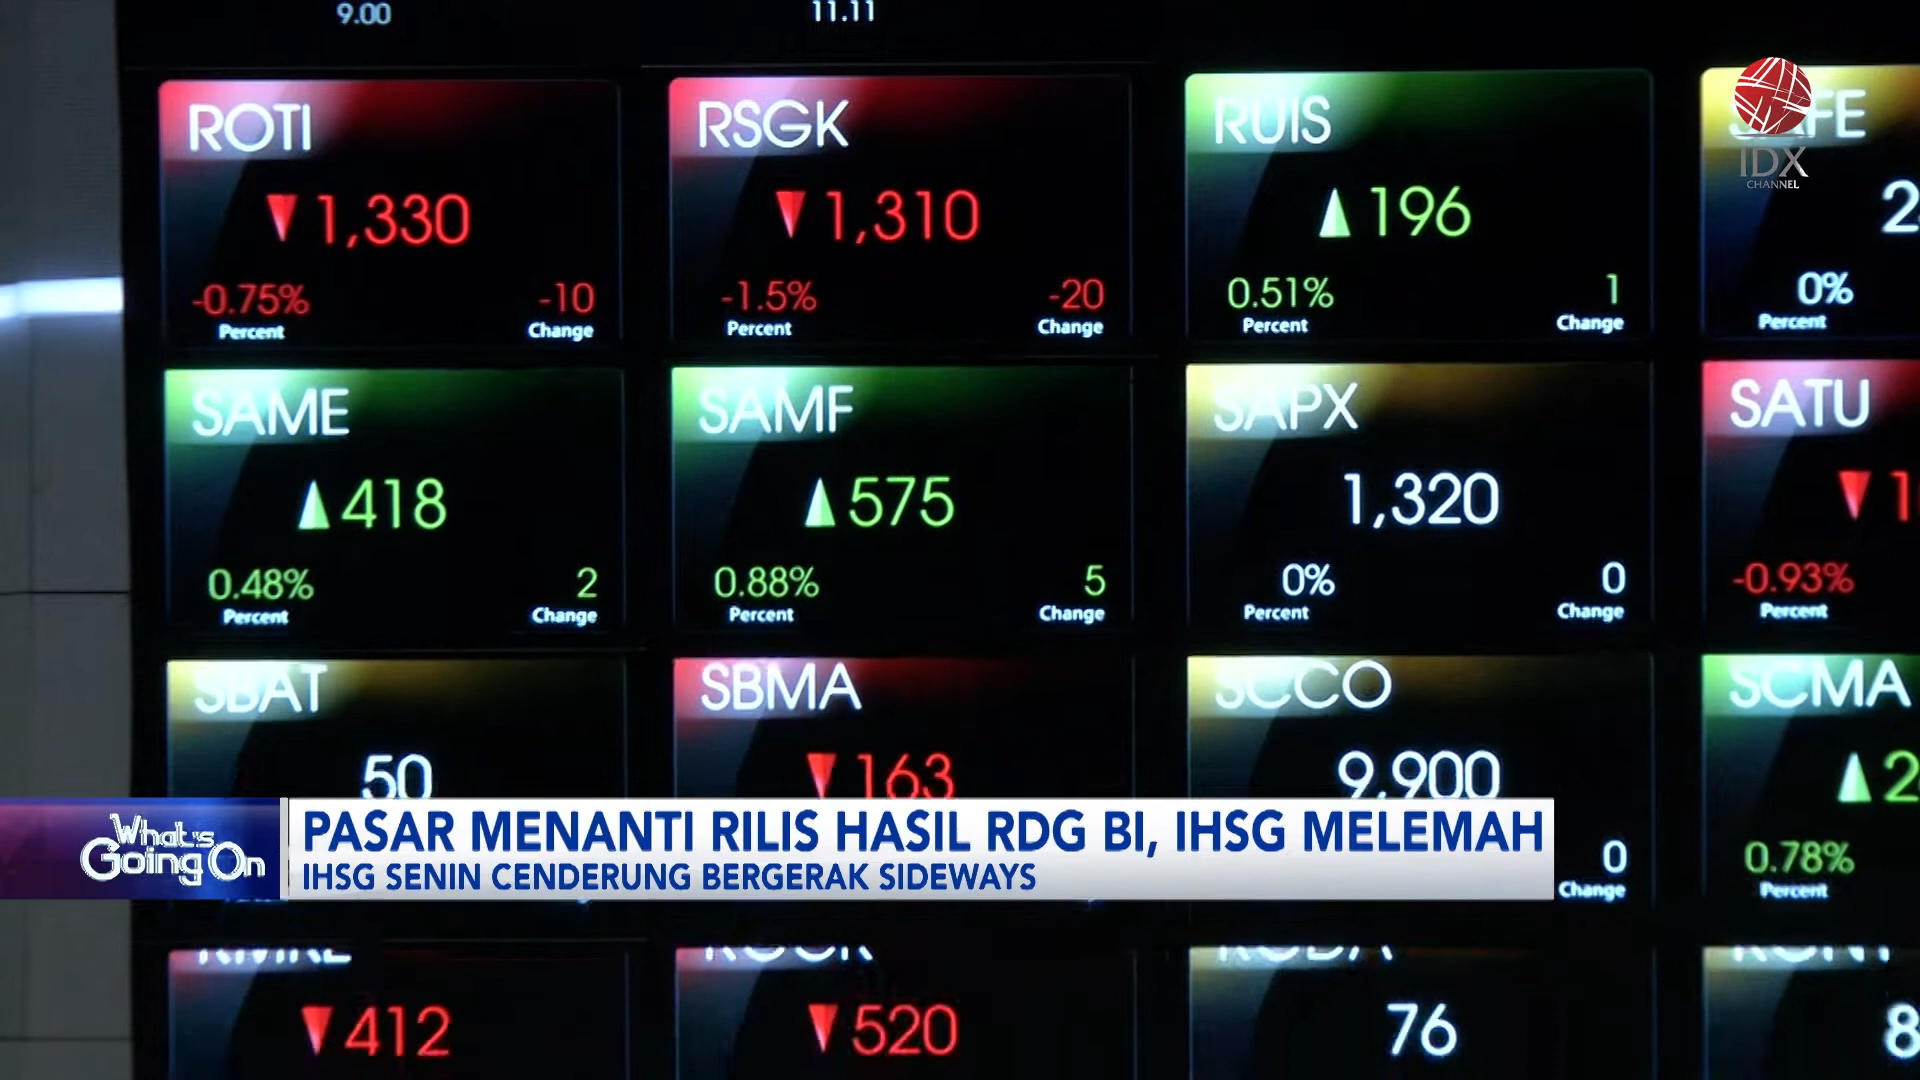 9.00
11.11
ROTI
1,330
-0.75%
-10
Percent
Change
RSGK
1,310
-1.5%
-20
Percent
Change
RUIS
196
0.51%
1
Percent
Change
0%
Percent
IDX
CHANNEL
SAME
418
0.48%
2
Percent
Change
SAMF
575
0.88%
5
Percent
Change
SAPX
1,320
0%
0
Percent
Change
SATU
-0.93%
Percent
SBAT
50
SBMA
163
SCCO
9,900
0
Change
SCMA
0.78%
Percent
What's
Going On
PASAR MENANTI RILIS HASIL RDG BI, IHSG MELEMAH
IHSG SENIN CENDERUNG BERGERAK SIDEWAYS
412
520
76